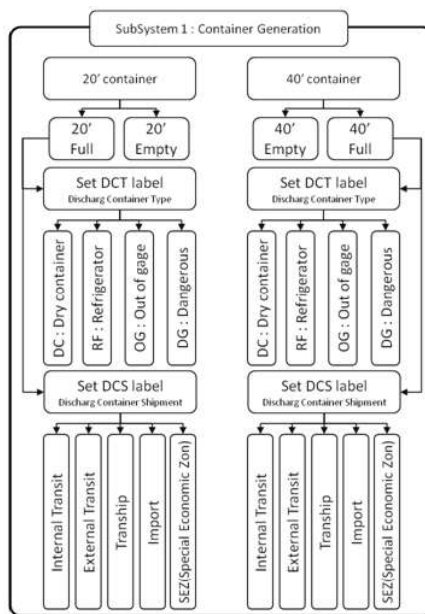 SubSystem 1 : Container Generation
20' container
40' container
20'
Full
20'
Empty
40'
Empty
40'
Full
Set DCT label
Discharg Container Type
Set DCT label
Discharg Container Type
DC : Dry container
RF : Refrigerator
OG : Out of gage
DG : Dangerous
DC : Dry container
RF : Refrigerator
OG : Out of gage
DG : Dangerous
Set DCS label
Discharg Container Shipment
Set DCS label
Discharg Container Shipment
Internal Transit
External Transit
Tranship
Import
SEZ(Special Economic Zon)
Internal Transit
External Transit
Tranship
Import
SEZ(Special Economic Zon)